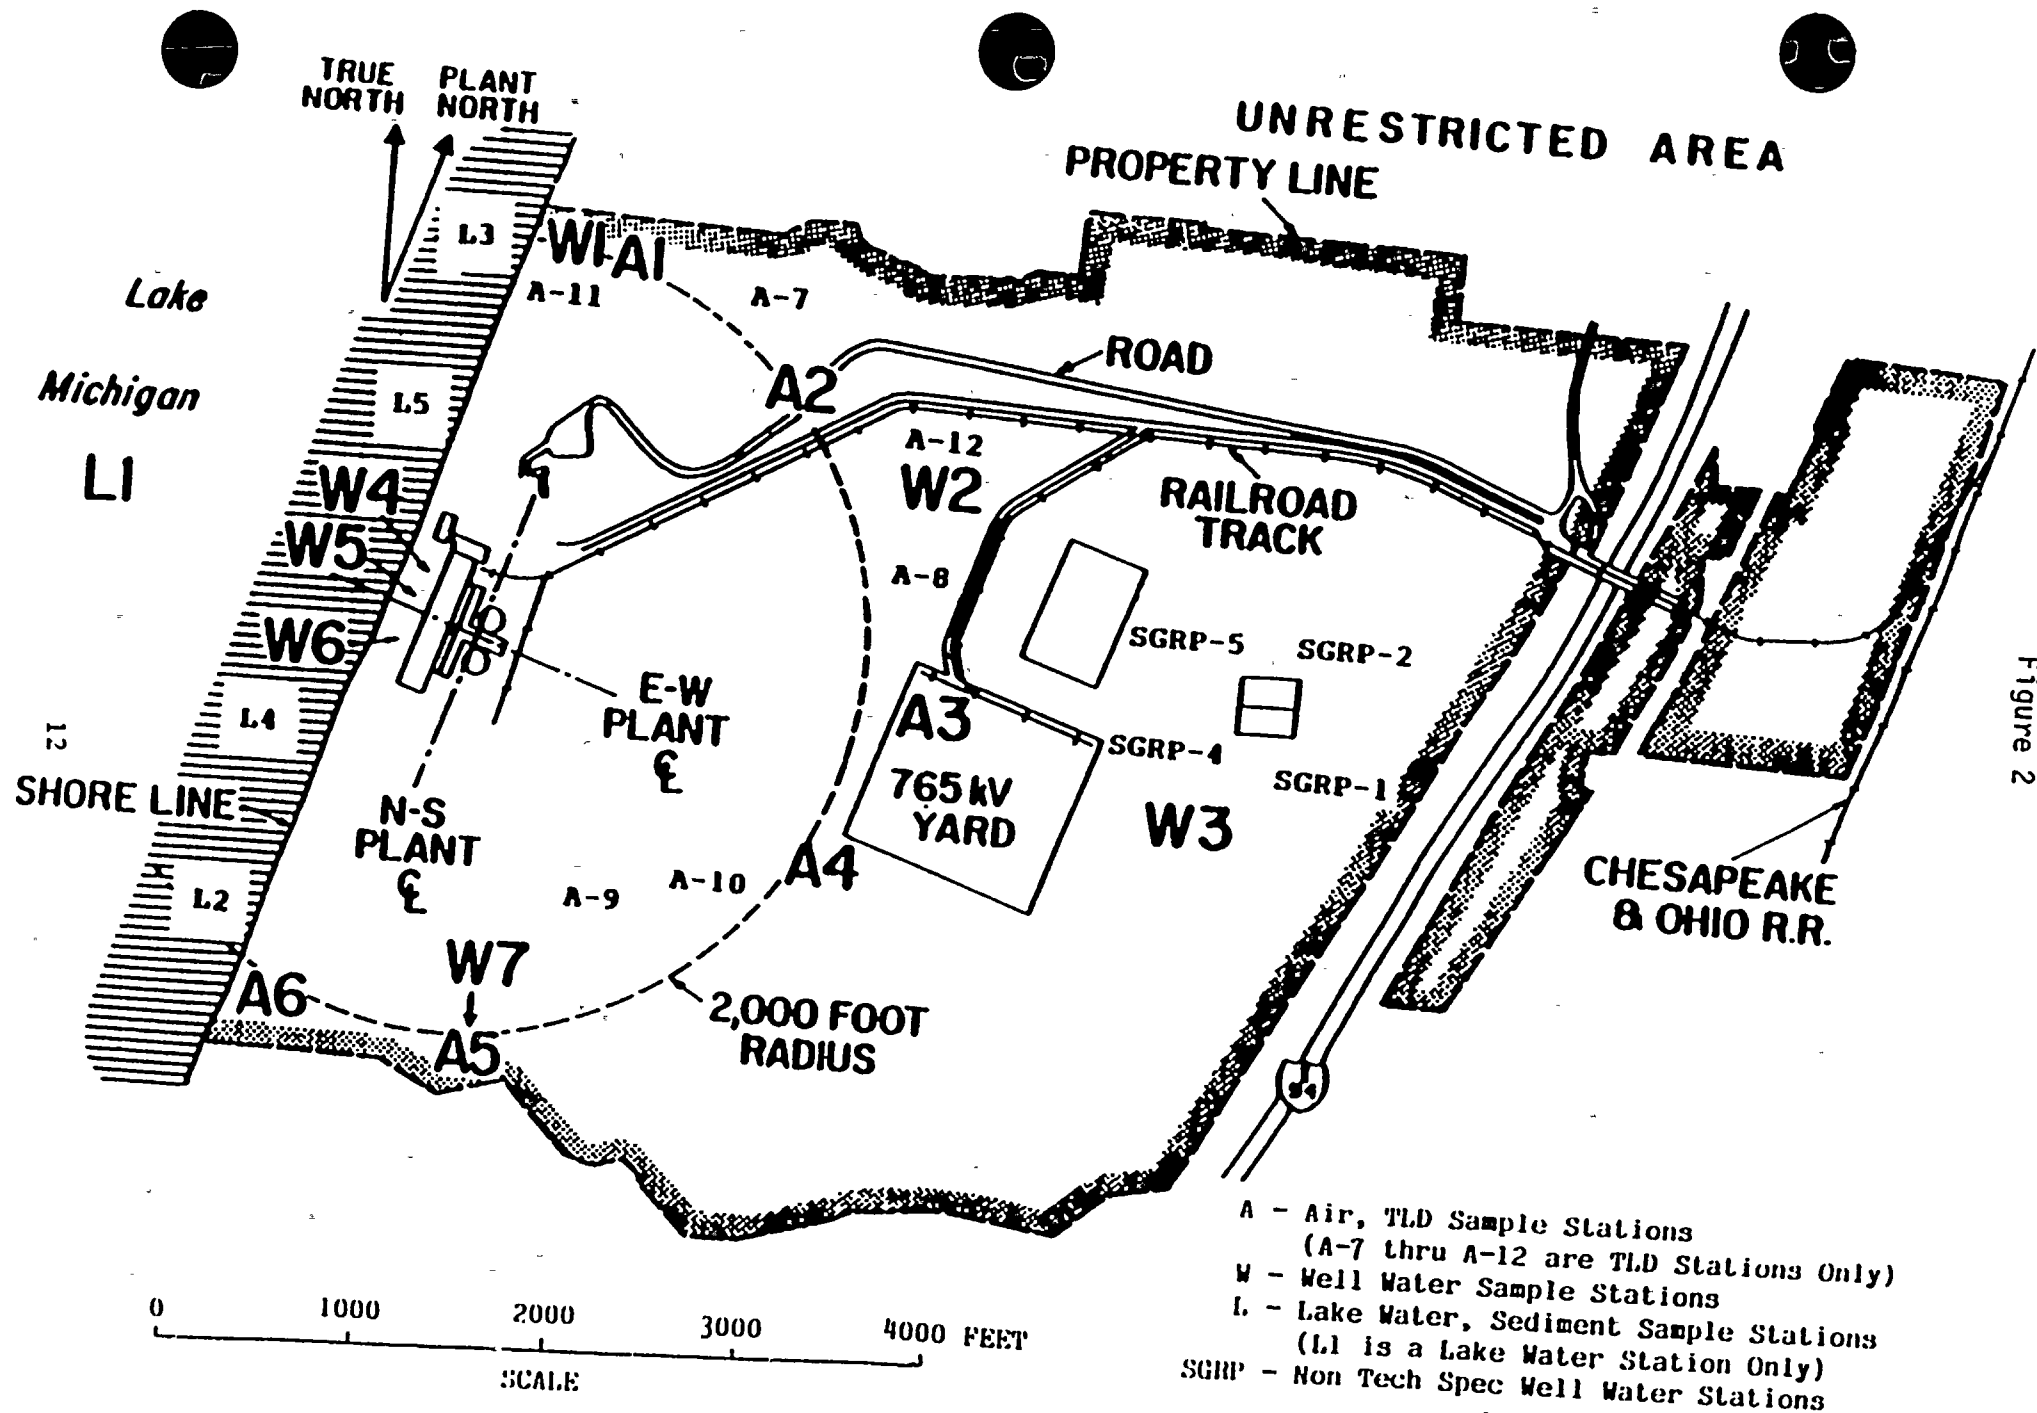 TRUE
NORTH
PLANT
NORTH
UNRESTRICTED AREA
PROPERTY LINE
L3
W1-A1
A-11
A-7
Lake
Michigan
L1
ROAD
L5
A2
A-12
W2
W4
W5
RAILROAD
TRACK
A-8
W6
SGRP-5
SGRP-2
E-W
PLANT
℄
A3
L4
SGRP-4
SGRP-1
765 kV
YARD
W3
SHORE LINE
N-S
PLANT
℄
A4
A-10
A-9
L2
CHESAPEAKE
& OHIO R.R.
W7
A6
A5
2,000 FOOT
RADIUS
94
12
Figure 2
A - Air, TLD Sample Stations
(A-7 thru A-12 are TLD Stations Only)
W - Well Water Sample Stations
L - Lake Water, Sediment Sample Stations
(L1 is a Lake Water Station Only)
SGRP - Non Tech Spec Well Water Stations
0 1000 2000 3000 4000 FEET
SCALE